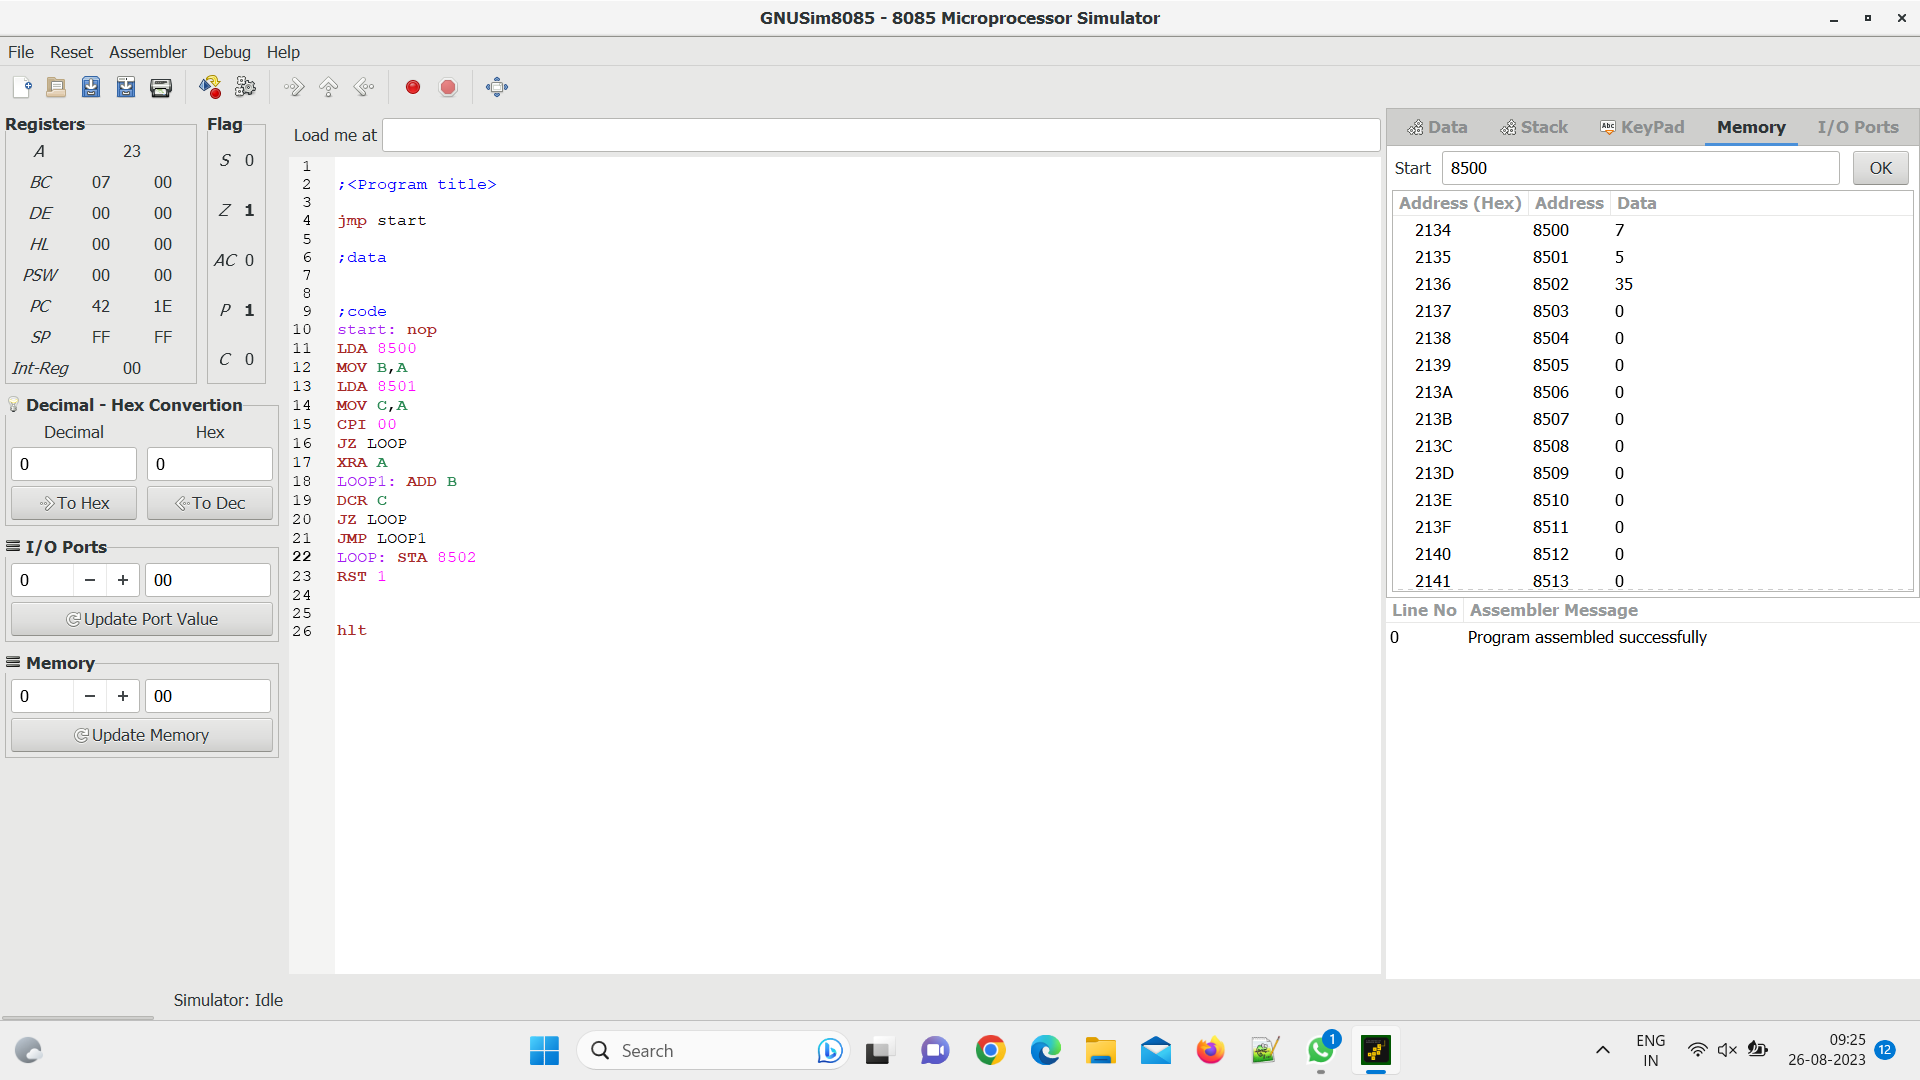 GNUSim8085 - 8085 Microprocessor Simulator
File Reset Assembler Debug Help
Registers
A 23
BC 07 00
DE 00 00
HL 00 00
PSW 00 00
PC 42 1E
SP FF FF
Int-Reg 00
Flag
S 0
Z 1
AC 0
P 1
C 0
Decimal - Hex Convertion
Decimal Hex
0 0
To Hex To Dec
I/O Ports
0 − + 00
Update Port Value
Memory
0 − + 00
Update Memory
Load me at
1
2 ;<Program title>
3
4 jmp start
5
6 ;data
7
8
9 ;code
10 start: nop
11 LDA 8500
12 MOV B,A
13 LDA 8501
14 MOV C,A
15 CPI 00
16 JZ LOOP
17 XRA A
18 LOOP1: ADD B
19 DCR C
20 JZ LOOP
21 JMP LOOP1
22 LOOP: STA 8502
23 RST 1
24
25
26 hlt
Data Stack Abc KeyPad Memory I/O Ports
Start 8500 OK
Address (Hex) Address Data
2134 8500 7
2135 8501 5
2136 8502 35
2137 8503 0
2138 8504 0
2139 8505 0
213A 8506 0
213B 8507 0
213C 8508 0
213D 8509 0
213E 8510 0
213F 8511 0
2140 8512 0
2141 8513 0
Line No Assembler Message
0 Program assembled successfully
Simulator: Idle
Search
1
ENG
IN
09:25
26-08-2023
12